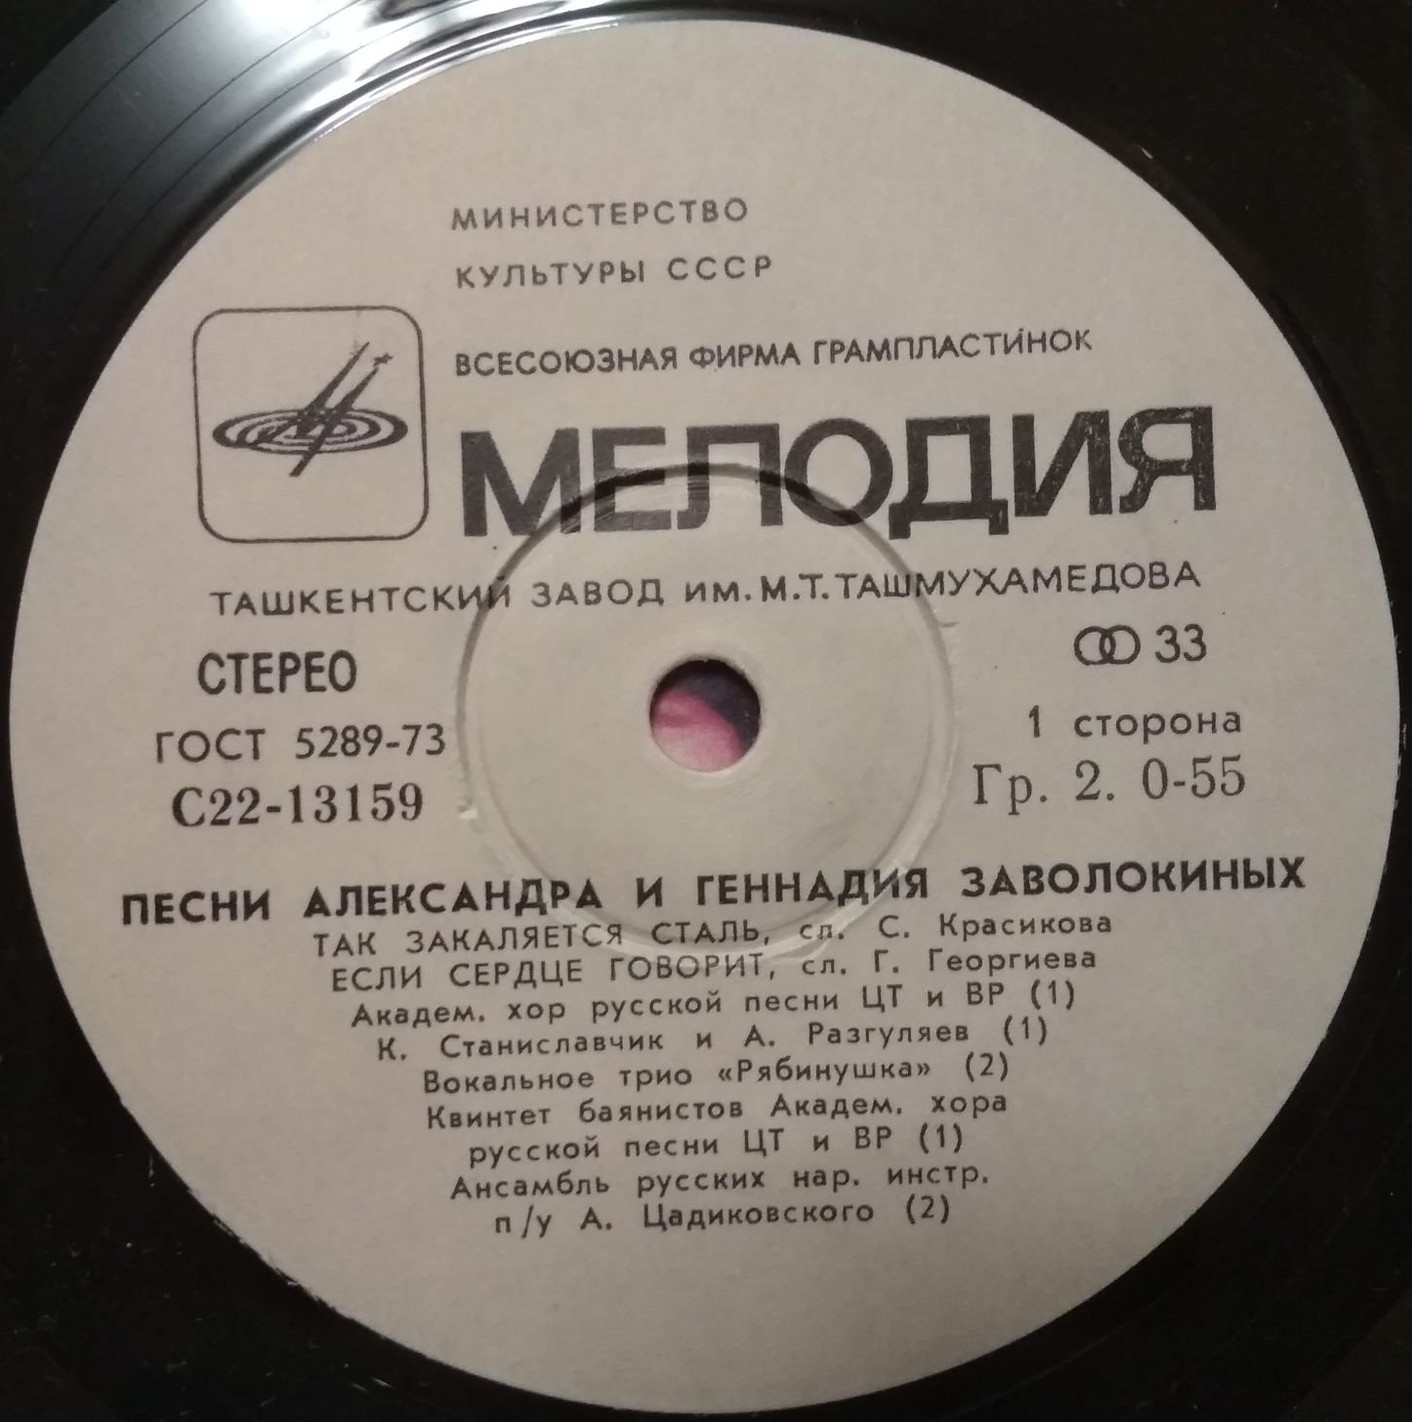 МИНИСТЕРСТВО
КУЛЬТУРЫ СССР
ВСЕСОЮЗНАЯ ФИРМА ГРАМПЛАСТИНОК
МЕЛОДИЯ
ТАШКЕНТСКИЙ ЗАВОД ИМ. М.Т. ТАШМУХАМЕДОВА
СТЕРЕО
33
ГОСТ 5289-73
1 сторона
С22-13159
Гр. 2. 0-55
ПЕСНИ АЛЕКСАНДРА И ГЕННАДИЯ ЗАВОЛОКИНЫХ
ТАК ЗАКАЛЯЕТСЯ СТАЛЬ, сл. С. Красикова
ЕСЛИ СЕРДЦЕ ГОВОРИТ, сл. Г. Георгиева
Академ. хор русской песни ЦТ и ВР (1)
К. Станиславчик и А. Разгуляев (1)
Вокальное трио «Рябинушка» (2)
Квинтет баянистов Академ. хора
русской песни ЦТ и ВР (1)
Ансамбль русских нар. инстр.
п/у А. Цадиковского (2)